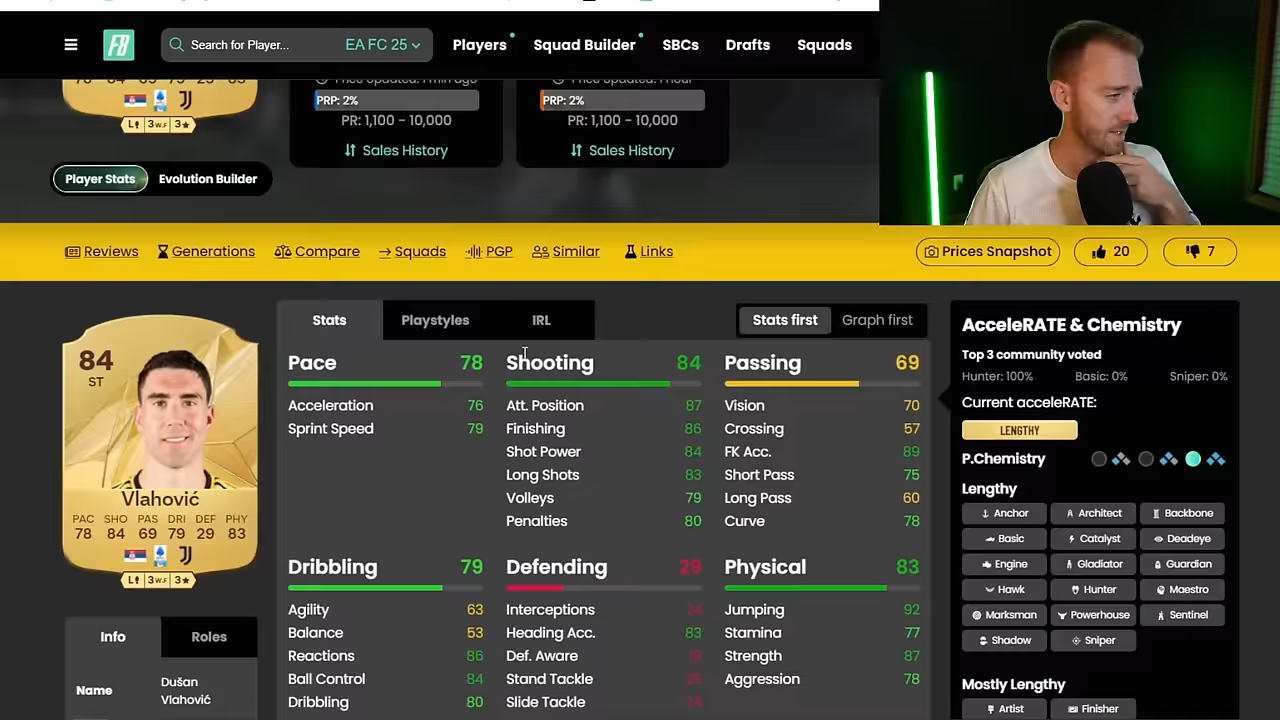 FB Search for Player... EA FC 25 Players Squad Builder SBCs Drafts Squads
PRP: 2% PRP: 2%
PR: 1,100 - 10,000 PR: 1,100 - 10,000
Sales History Sales History
L 3 W.F 3★
Player Stats Evolution Builder
Reviews Generations Compare Squads PGP Similar Links Prices Snapshot 20 7
84
ST
Vlahović
PAC SHO PAS DRI DEF PHY
78 84 69 79 29 83
L 3 W.F 3★
Info Roles
Name Dušan
Vlahović
Stats Playstyles IRL Stats first Graph first
Pace 78
Acceleration 76
Sprint Speed 79
Shooting 84
Att. Position 87
Finishing 86
Shot Power 84
Long Shots 83
Volleys 79
Penalties 80
Passing 69
Vision 70
Crossing 57
FK Acc. 89
Short Pass 75
Long Pass 60
Curve 78
Dribbling 79
Agility 63
Balance 53
Reactions 86
Ball Control 84
Dribbling 80
Defending 29
Interceptions 24
Heading Acc. 83
Def. Aware
Stand Tackle
Slide Tackle 24
Physical 83
Jumping 92
Stamina 77
Strength 87
Aggression 78
AcceleRATE & Chemistry
Top 3 community voted
Hunter: 100% Basic: 0% Sniper: 0%
Current acceleRATE:
LENGTHY
P.Chemistry
Lengthy
Anchor Architect Backbone
Basic Catalyst Deadeye
Engine Gladiator Guardian
Hawk Hunter Maestro
Marksman Powerhouse Sentinel
Shadow Sniper
Mostly Lengthy
Artist Finisher